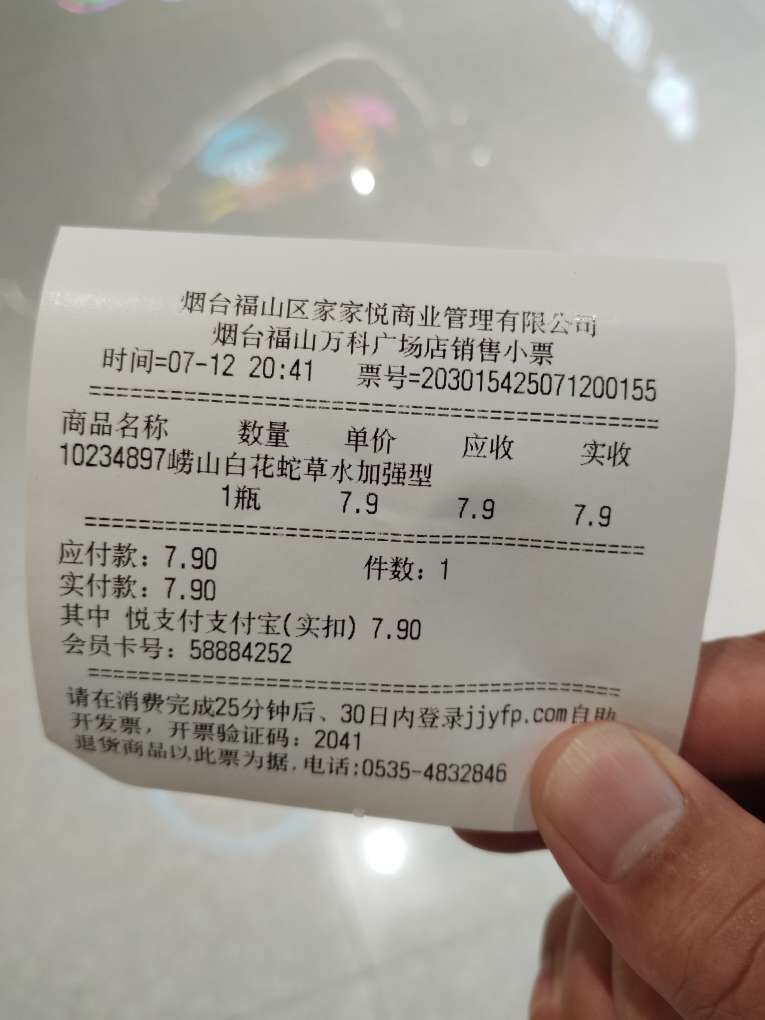 烟台福山区家家悦商业管理有限公司
烟台福山万科广场店销售小票
时间=07-12 20:41 票号=203015425071200155
==========================================
商品名称 数量 单价 应收 实收
10234897崂山白花蛇草水加强型
1瓶 7.9 7.9 7.9
==========================================
应付款：7.90 件数：1
实付款：7.90
其中 悦支付支付宝(实扣) 7.90
会员卡号：58884252
==========================================
请在消费完成25分钟后、30日内登录jjyfp.com自助
开发票，开票验证码：2041
退货商品以此票为据.电话:0535-4832846